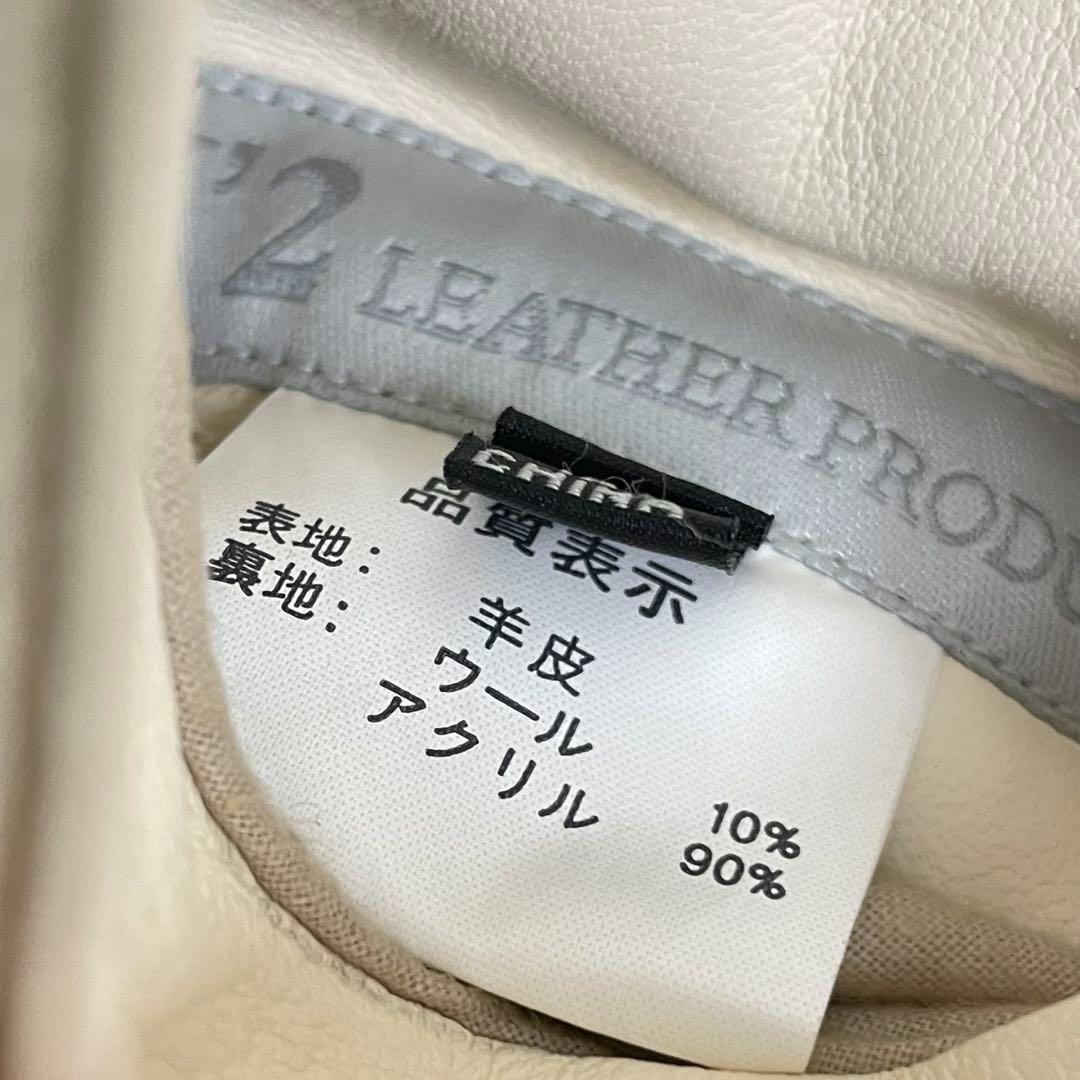 '2 LEATHER PRODU
CHINA
品質表示
表地: 羊皮
裏地: ウール 10%
アクリル 90%